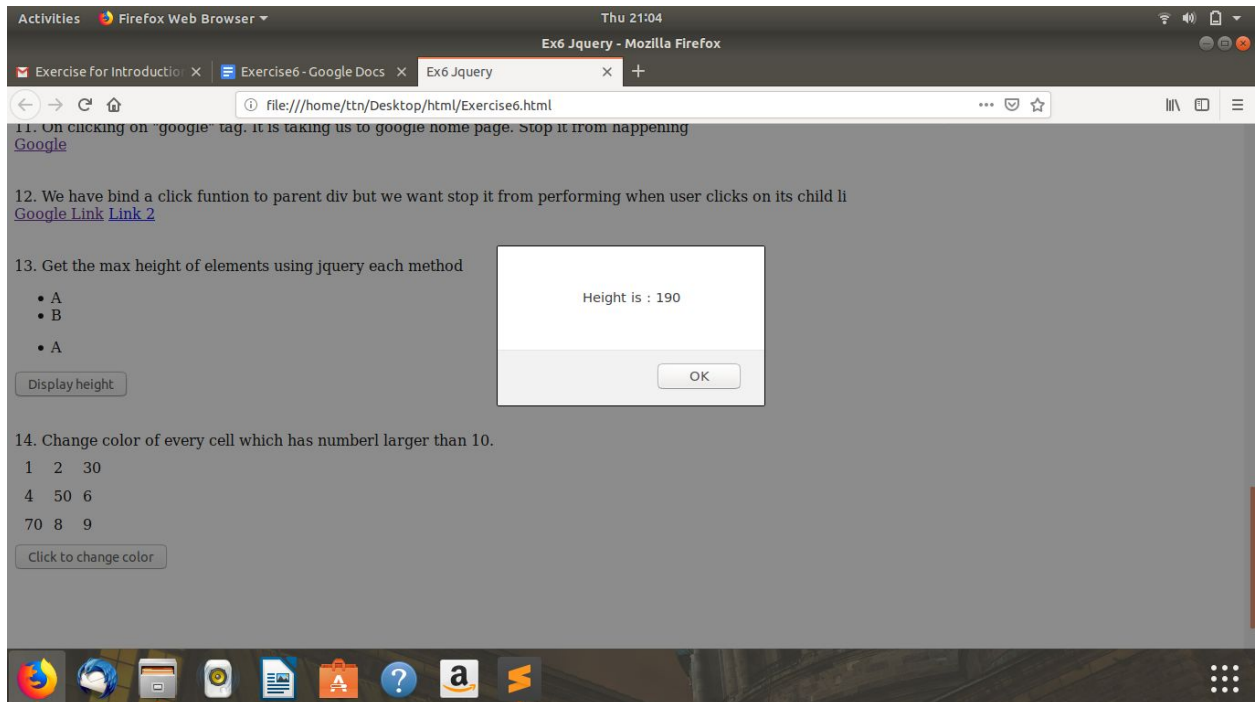 Activities Firefox Web Browser Thu 21:04
Ex6 Jquery - Mozilla Firefox
Exercise for Introduction Exercise6 - Google Docs Ex6 Jquery
file:///home/ttn/Desktop/html/Exercise6.html
11. On clicking on "google" tag. It is taking us to google home page. Stop it from happening
Google
12. We have bind a click funtion to parent div but we want stop it from performing when user clicks on its child li
Google Link Link 2
13. Get the max height of elements using jquery each method
A
B
A
Display height
Height is : 190
OK
14. Change color of every cell which has numberl larger than 10.
1 2 30
4 50 6
70 8 9
Click to change color